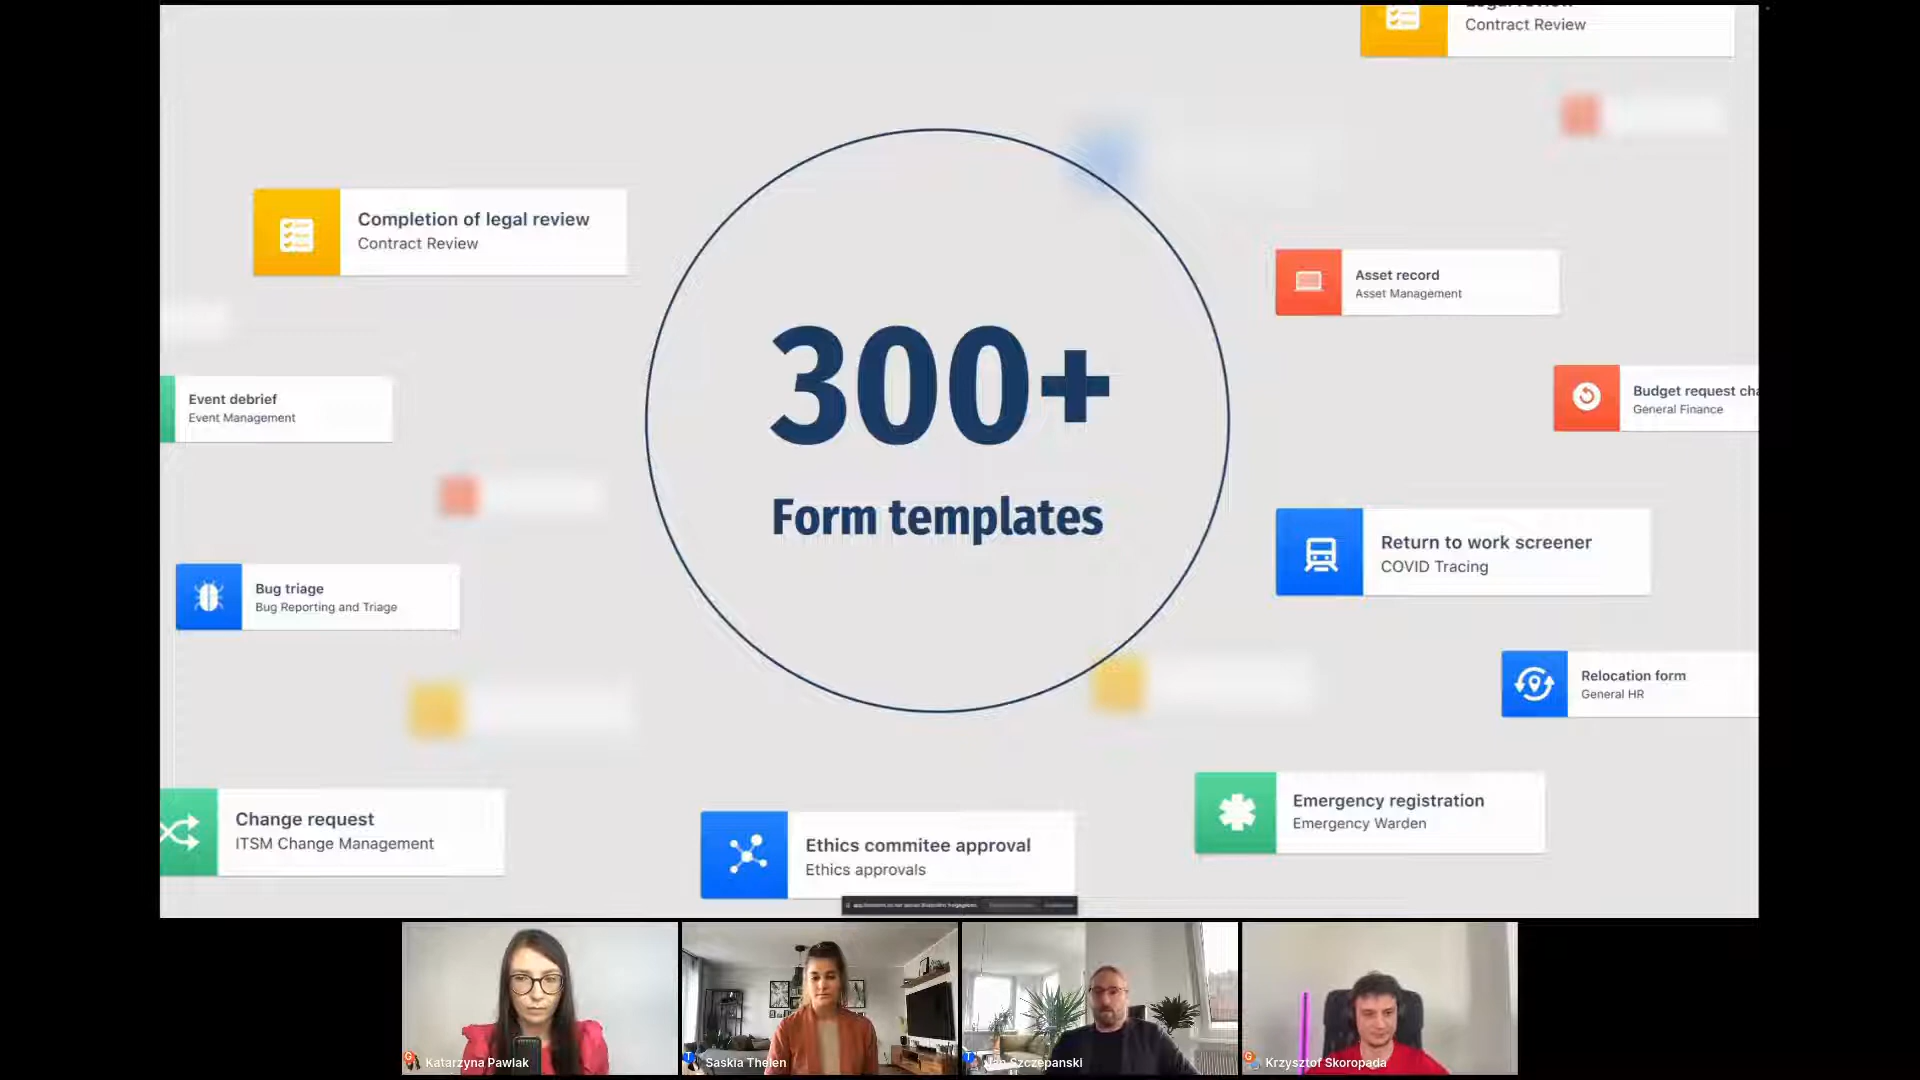 Contract Review
Completion of legal review
Contract Review
Asset record
Asset Management
Event debrief
Event Management
Budget request cha
General Finance
300+
Form templates
Return to work screener
COVID Tracing
Bug triage
Bug Reporting and Triage
Relocation form
General HR
Change request
ITSM Change Management
Emergency registration
Emergency Warden
Ethics commitee approval
Ethics approvals
Katarzyna Pawlak
Saskia Thelen
Jan Szczepanski
Krzysztof Skoropada